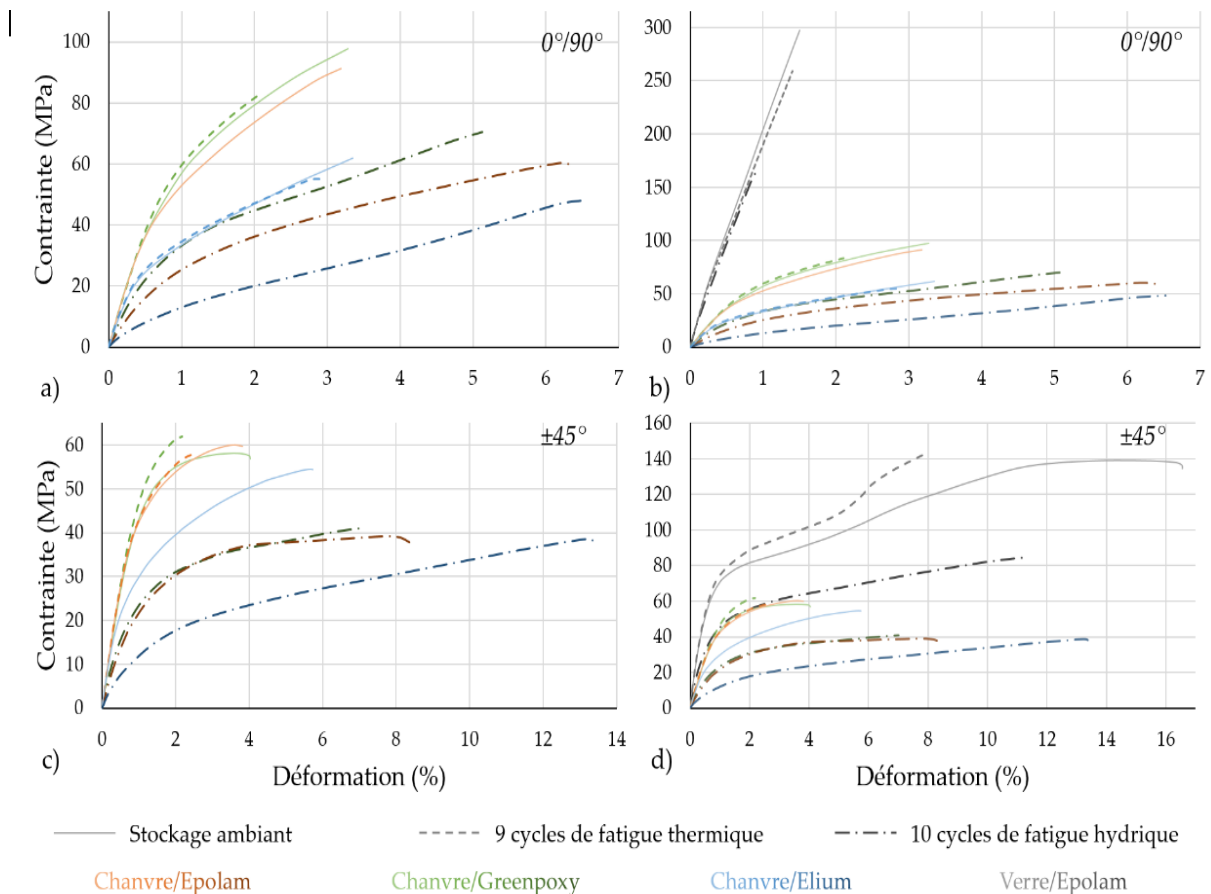 0°/90°
Contrainte (MPa)
100
80
60
40
20
0
0 1 2 3 4 5 6 7
a)
0°/90°
315
300
250
200
150
100
50
0
0 1 2 3 4 5 6 7
b)
±45°
Contrainte (MPa)
60
50
40
30
20
10
0
0 2 4 6 8 10 12 14
c)
Déformation (%)
±45°
160
140
120
100
80
60
40
20
0
0 2 4 6 8 10 12 14 16
d)
Déformation (%)
Stockage ambiant 9 cycles de fatigue thermique 10 cycles de fatigue hydrique
Chanvre/Epolam Chanvre/Greenpoxy Chanvre/Elium Verre/Epolam